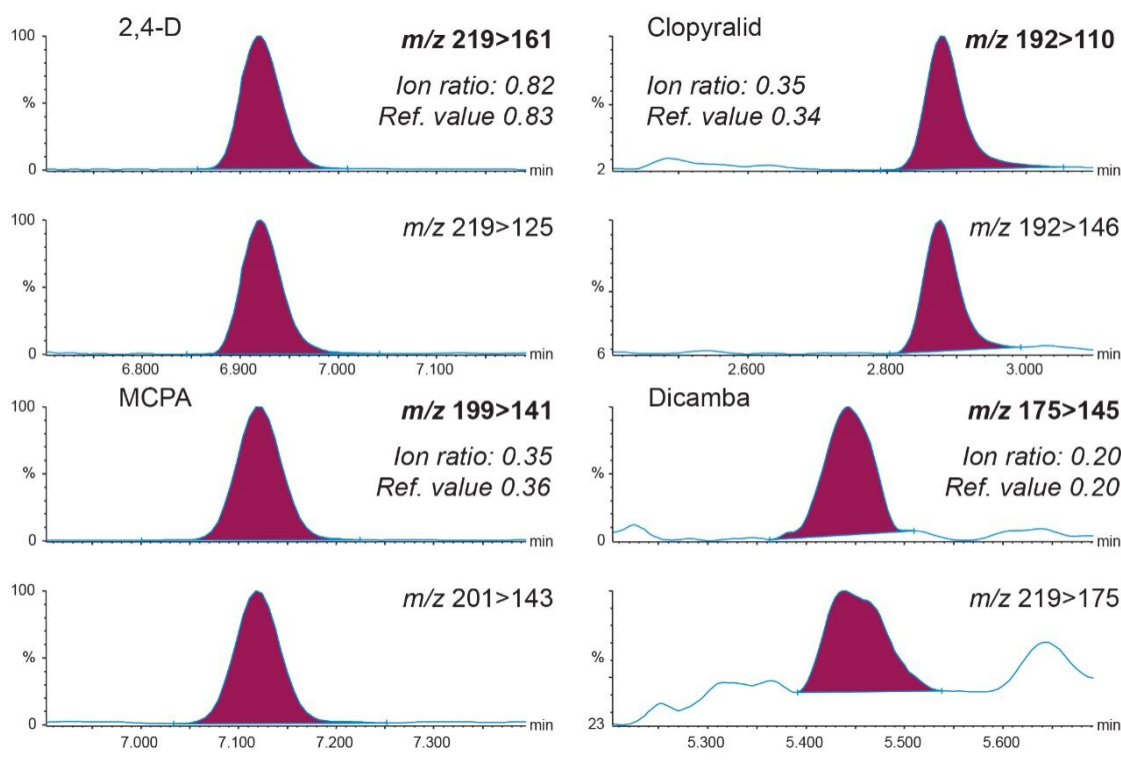 2,4-D
m/z 219>161
Ion ratio: 0.82
Ref. value 0.83
100
%
0
min
m/z 219>125
100
%
0
min
6.800 6.900 7.000 7.100
Clopyralid
m/z 192>110
Ion ratio: 0.35
Ref. value 0.34
%
2
min
m/z 192>146
%
6
min
2.600 2.800 3.000
MCPA
m/z 199>141
Ion ratio: 0.35
Ref. value 0.36
100
%
0
min
m/z 201>143
100
%
0
min
7.000 7.100 7.200 7.300
Dicamba
m/z 175>145
Ion ratio: 0.20
Ref. value 0.20
%
0
min
m/z 219>175
%
23
min
5.300 5.400 5.500 5.600